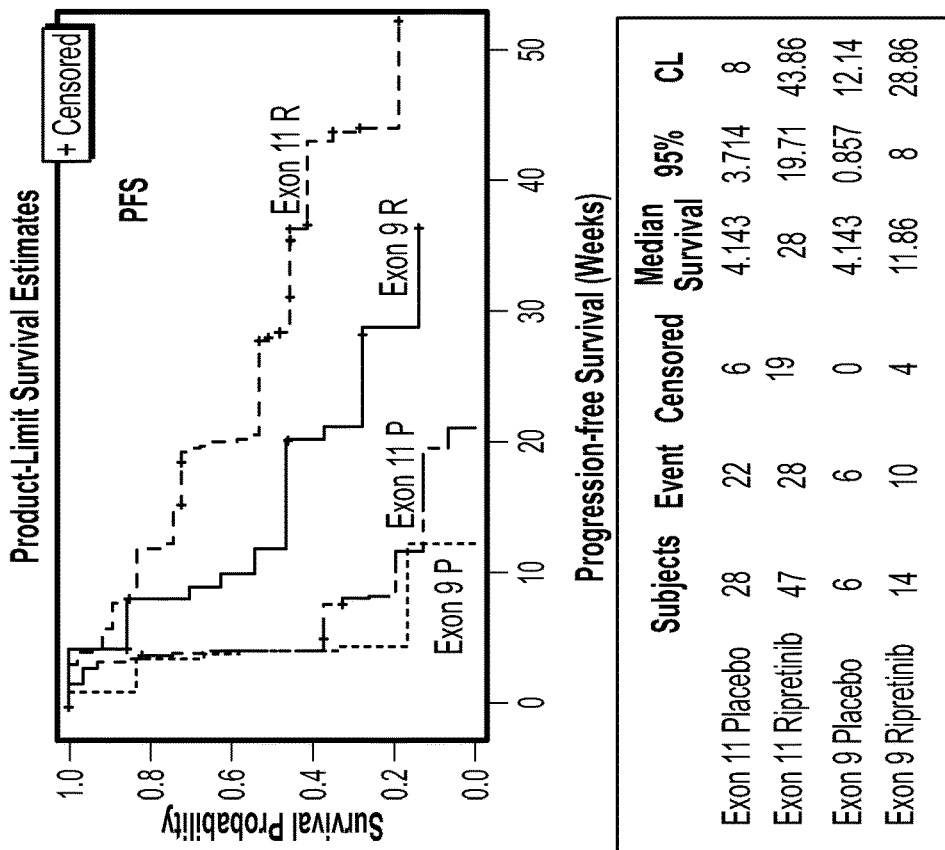 Product-Limit Survival Estimates
+ Censored
PFS
Survival Probability
1.0
0.8
0.6
0.4
0.2
0.0
Exon 11 R
Exon 9 R
Exon 11 P
Exon 9 P
0 10 20 30 40 50
Progression-free Survival (Weeks)
Subjects Event Censored Median Survival 95% CL
Exon 11 Placebo 28 22 6 4.143 3.714 8
Exon 11 Ripretinib 47 28 19 28 19.71 43.86
Exon 9 Placebo 6 6 0 4.143 0.857 12.14
Exon 9 Ripretinib 14 10 4 11.86 8 28.86